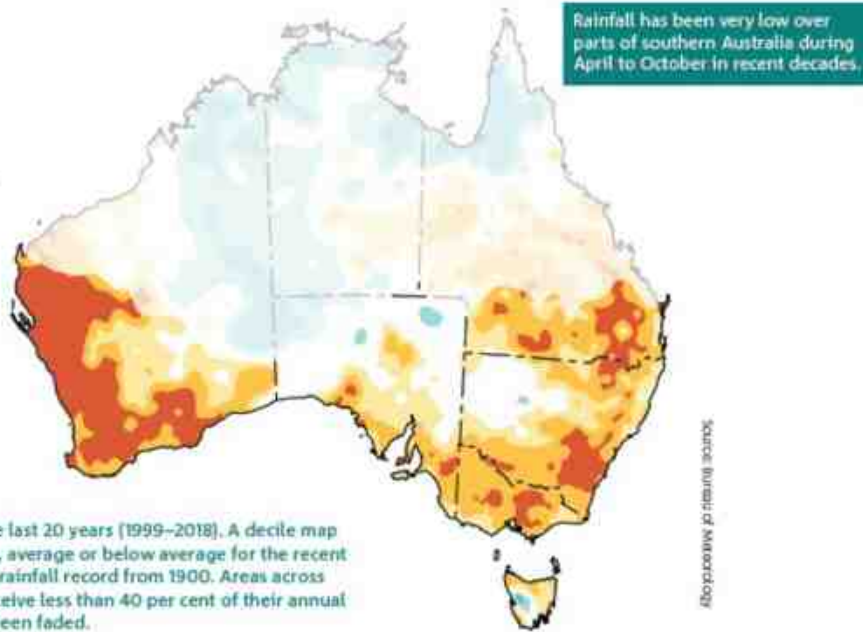 Rainfall has been very low over
parts of southern Australia during
April to October in recent decades.
Source: Bureau of Meteorology
e last 20 years (1999–2018). A decile map
, average or below average for the recent
rainfall record from 1900. Areas across
eive less than 40 per cent of their annual
een faded.